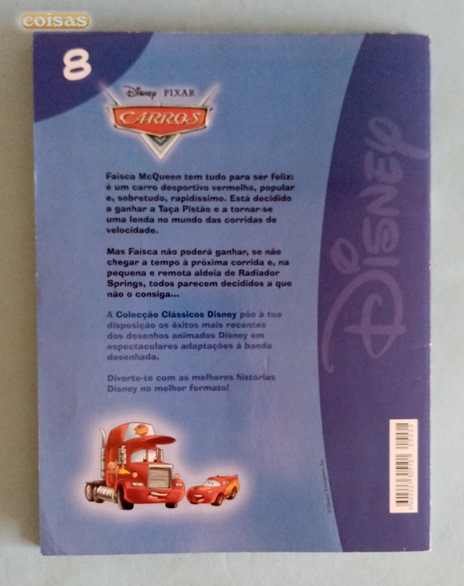 coisas
8
Disney PIXAR
CARROS
Faísca McQueen tem tudo para ser feliz:
é um carro desportivo vermelho, popular
e, sobretudo, rapidíssimo. Está decidido
a ganhar a Taça Pistão e a tornar-se
uma lenda no mundo das corridas de
velocidade.
Mas Faísca não poderá ganhar, se não
chegar a tempo à próxima corrida e, na
pequena e remota aldeia de Radiador
Springs, todos parecem decididos a que
não o consiga...
A Colecção Clássicos Disney põe à tua
disposição os êxitos mais recentes
dos desenhos animados Disney em
espectaculares adaptações à banda
desenhada.
Diverte-te com as melhores histórias
Disney no melhor formato!
DISNEY